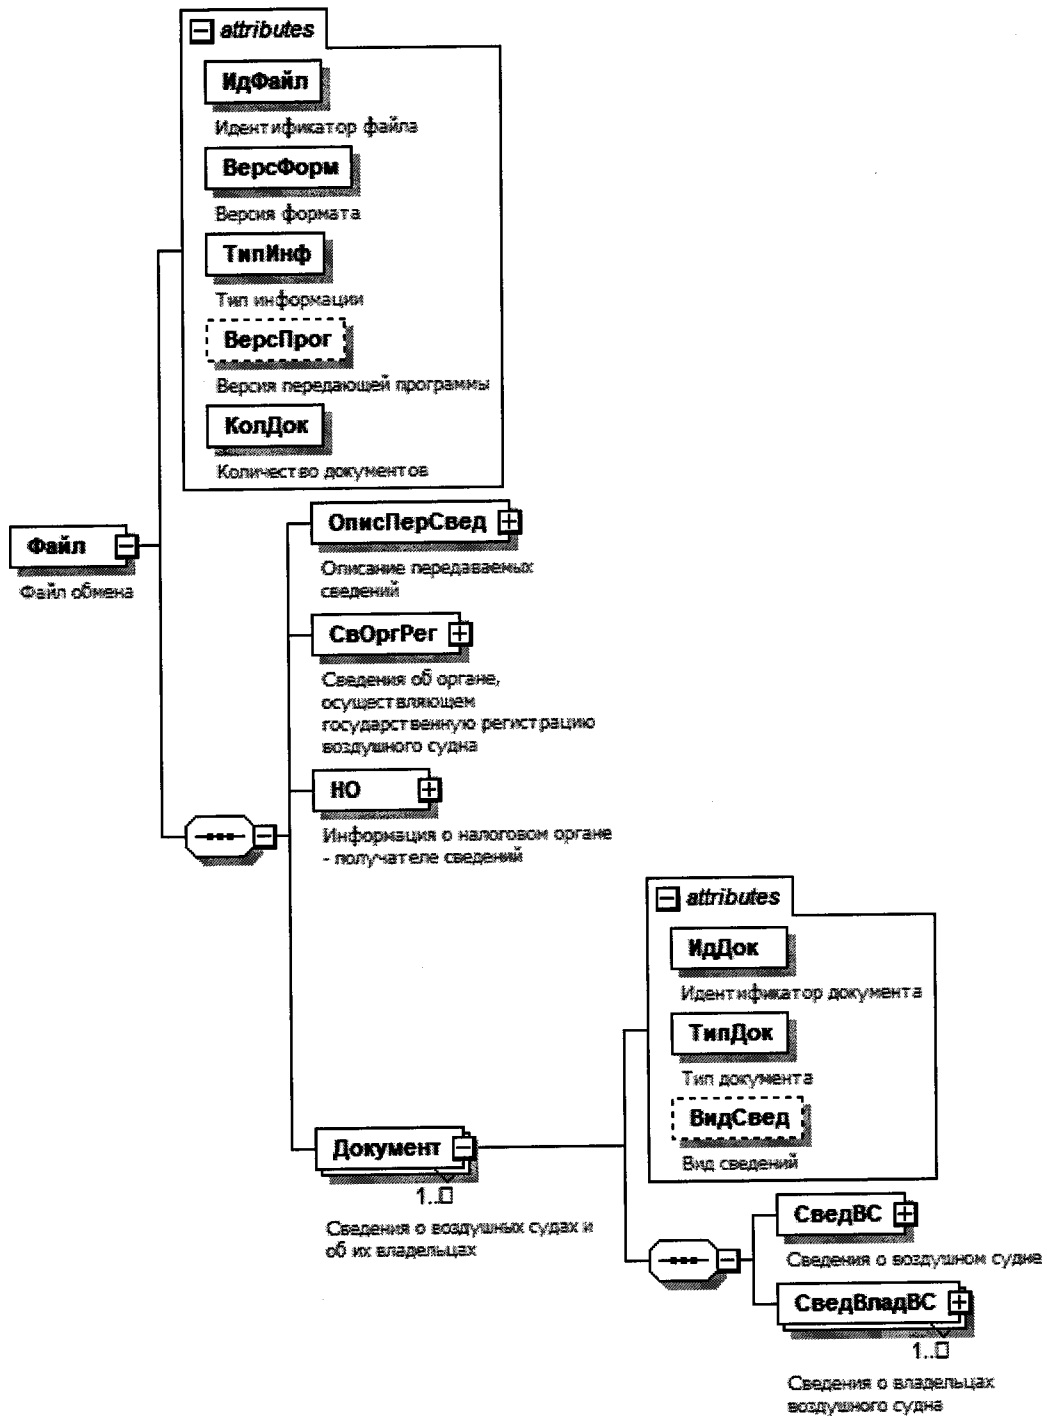 attributes
ИдФайл
Идентификатор файла
ВерсФорм
Версия формата
ТипИнф
Тип информации
ВерсПрог
Версия передающей программы
КолДок
Количество документов
Файл
Файл обмена
ОписПерСвед
Описание передаваемых
сведений
СвОргРег
Сведения об органе,
осуществляющем
государственную регистрацию
воздушного судна
НО
Информация о налоговом органе
- получателе сведений
attributes
ИдДок
Идентификатор документа
ТипДок
Тип документа
ВидСвед
Вид сведений
Документ
1..□
Сведения о воздушных судах и
об их владельцах
СведВС
Сведения о воздушном судне
СведВладВС
1..□
Сведения о владельцах
воздушного судна